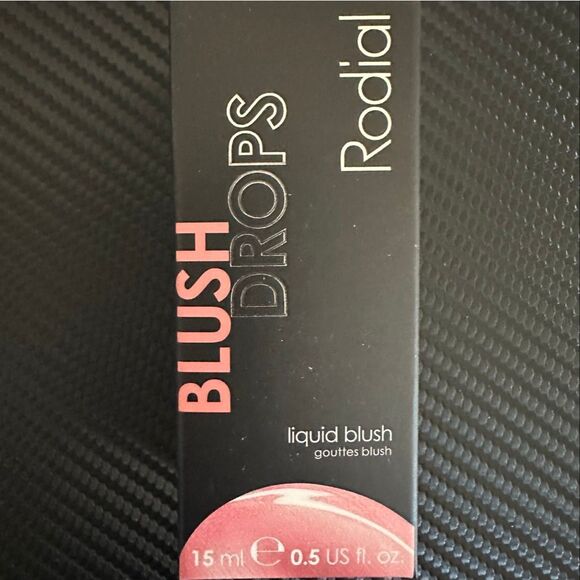 Rodial
BLUSH
DROPS
liquid blush
gouttes blush
15 ml ℮ 0.5 US fl. oz.